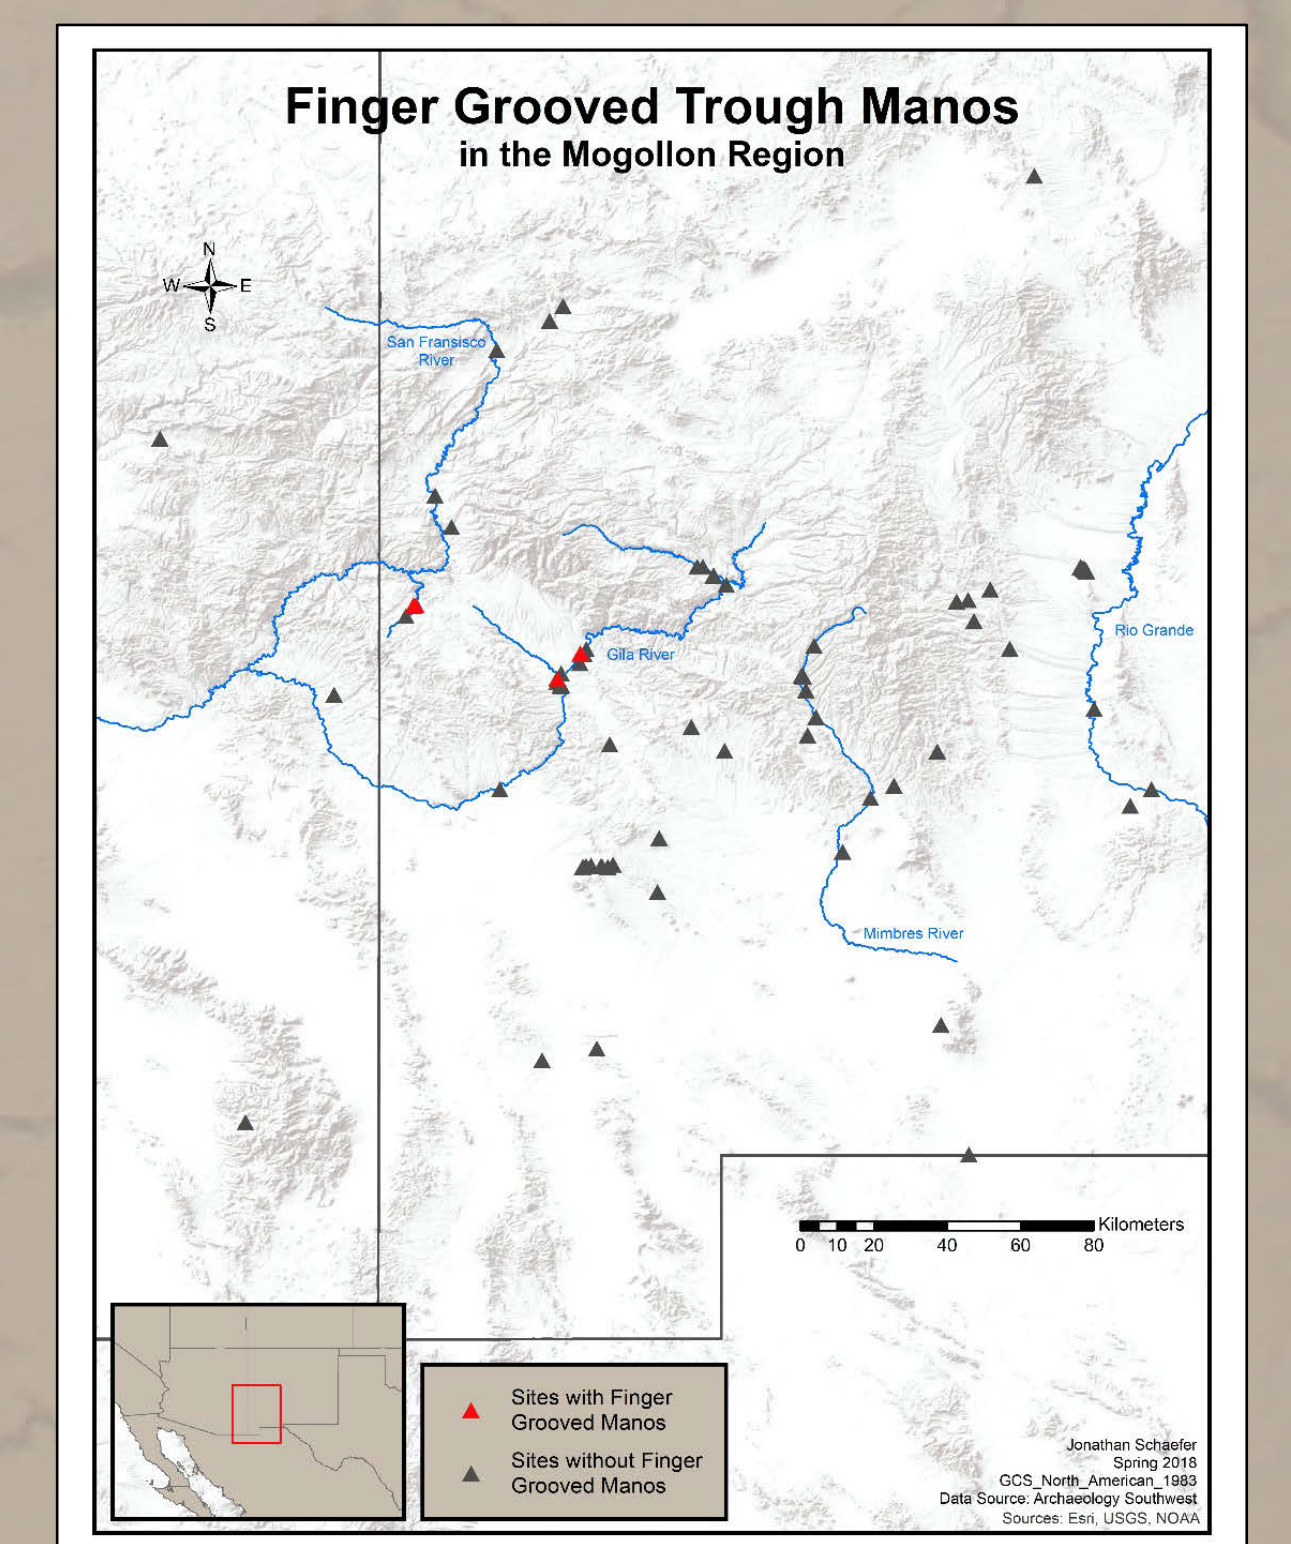 Finger Grooved Trough Manos
in the Mogollon Region
N
W E
S
San Fransisco
River
Gila River
Rio Grande
Mimbres River
Kilometers
0 10 20 40 60 80
Sites with Finger
Grooved Manos
Sites without Finger
Grooved Manos
Jonathan Schaefer
Spring 2018
GCS_North_American_1983
Data Source: Archaeology Southwest
Sources: Esri, USGS, NOAA